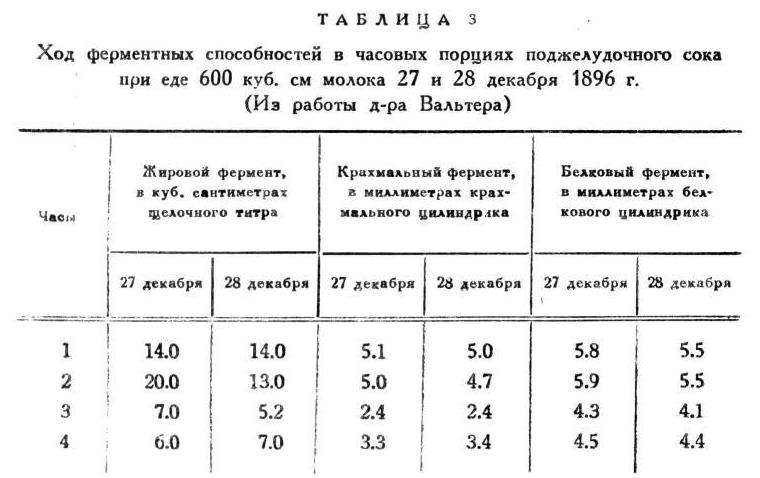 ТАБЛИЦА 3
Ход ферментных способностей в часовых порциях поджелудочного сока
при еде 600 куб. см молока 27 и 28 декабря 1896 г.
(Из работы д-ра Вальтера)
Часы
Жировой фермент,
в куб. сантиметрах
щелочного титра
Крахмальный фермент,
в миллиметрах крах-
мального цилиндрика
Белковый фермент,
в миллиметрах бел-
кового цилиндрика
27 декабря 28 декабря 27 декабря 28 декабря 27 декабря 28 декабря
1 14.0 14.0 5.1 5.0 5.8 5.5
2 20.0 13.0 5.0 4.7 5.9 5.5
3 7.0 5.2 2.4 2.4 4.3 4.1
4 6.0 7.0 3.3 3.4 4.5 4.4